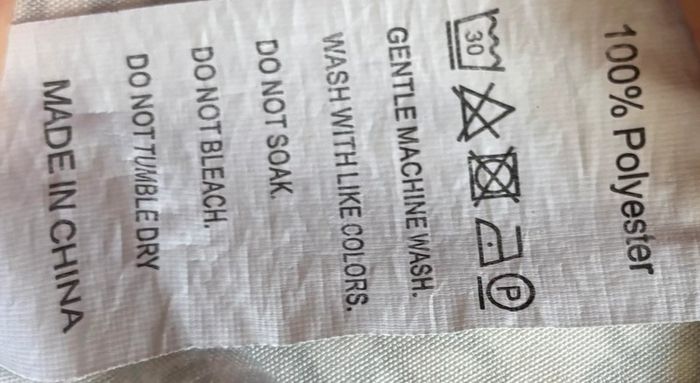 100% Polyester
30 P
GENTLE MACHINE WASH.
WASH WITH LIKE COLORS.
DO NOT SOAK.
DO NOT BLEACH.
DO NOT TUMBLE DRY
MADE IN CHINA